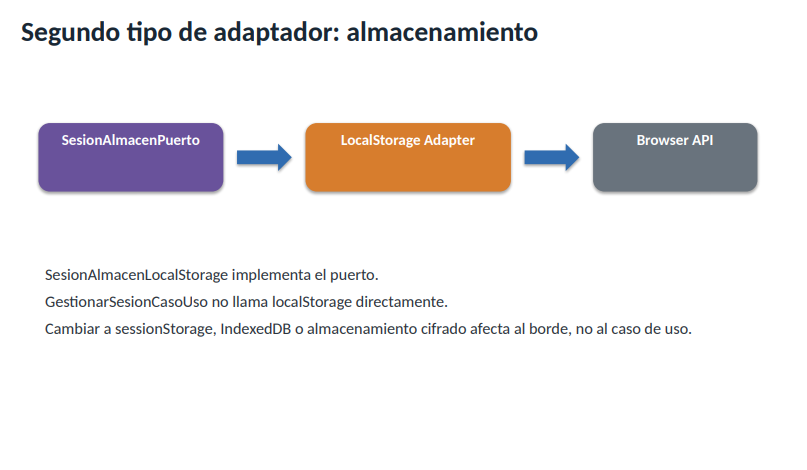 Segundo tipo de adaptador: almacenamiento
SesionAlmacenPuerto
LocalStorage Adapter
Browser API
SesionAlmacenLocalStorage implementa el puerto.
GestionarSesionCasoUso no llama localStorage directamente.
Cambiar a sessionStorage, IndexedDB o almacenamiento cifrado afecta al borde, no al caso de uso.